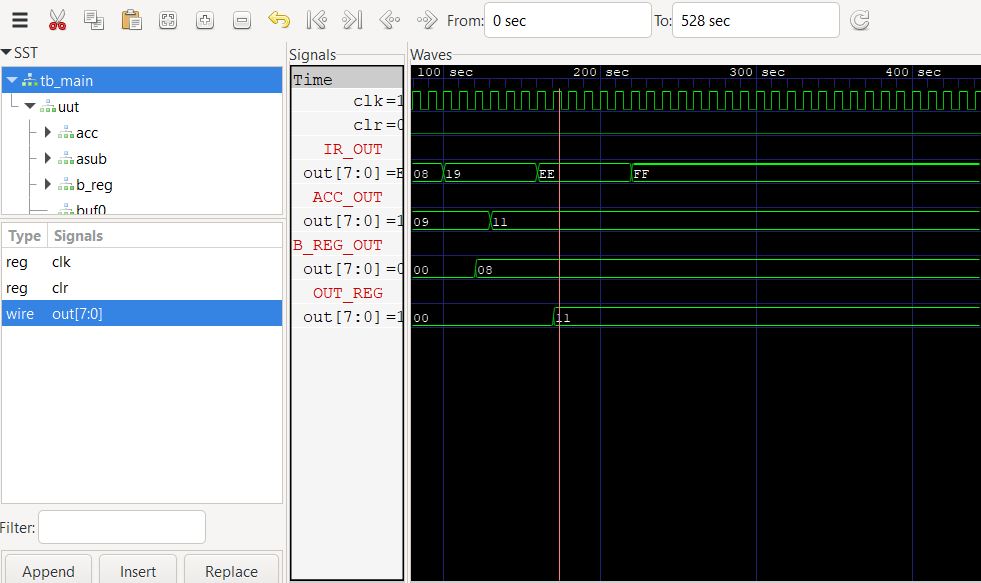 From: 0 sec To: 528 sec
SST
tb_main
uut
acc
asub
b_reg
buf0
Type Signals
reg clk
reg clr
wire out[7:0]
Filter:
Append Insert Replace
Signals
Time
clk=1
clr=0
IR_OUT
out[7:0]=E
ACC_OUT
out[7:0]=1
B_REG_OUT
out[7:0]=0
OUT_REG
out[7:0]=1
Waves
100 sec 200 sec 300 sec 400 sec
08 19 EE FF
09 11
00 08
00 11